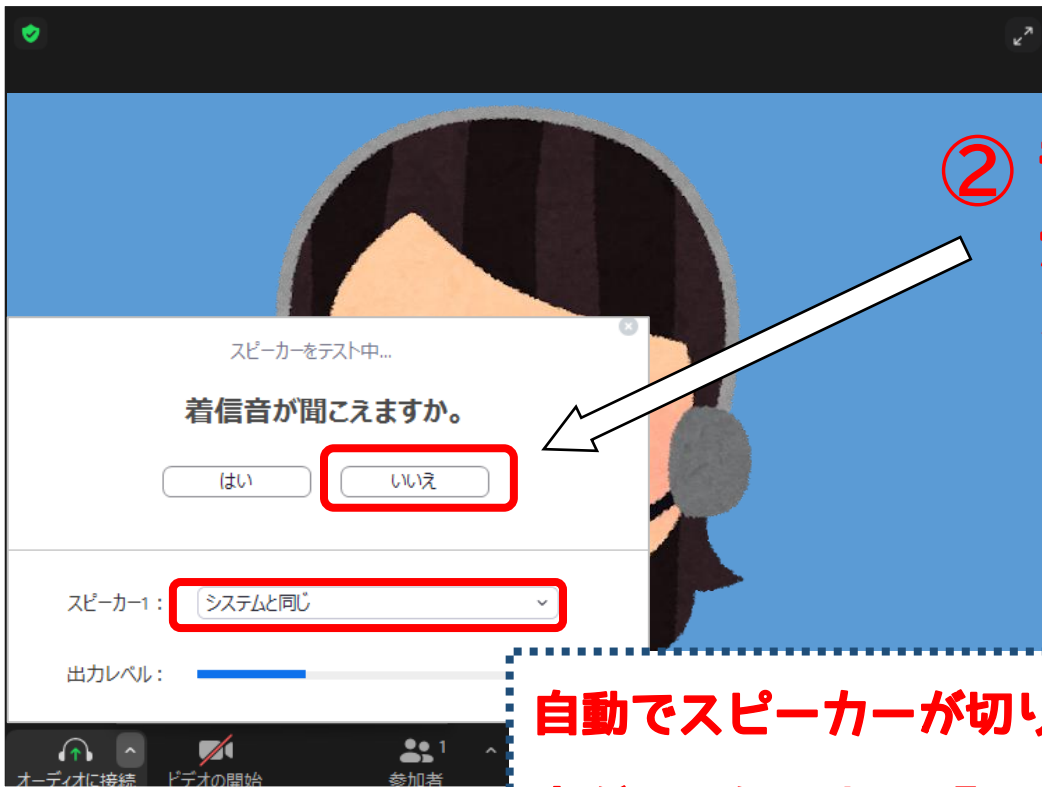 ②
スピーカーをテスト中...
着信音が聞こえますか。
はい
いいえ
スピーカー1：
システムと同じ
出力レベル：
自動でスピーカーが切り
1
オーディオに接続
ビデオの開始
参加者